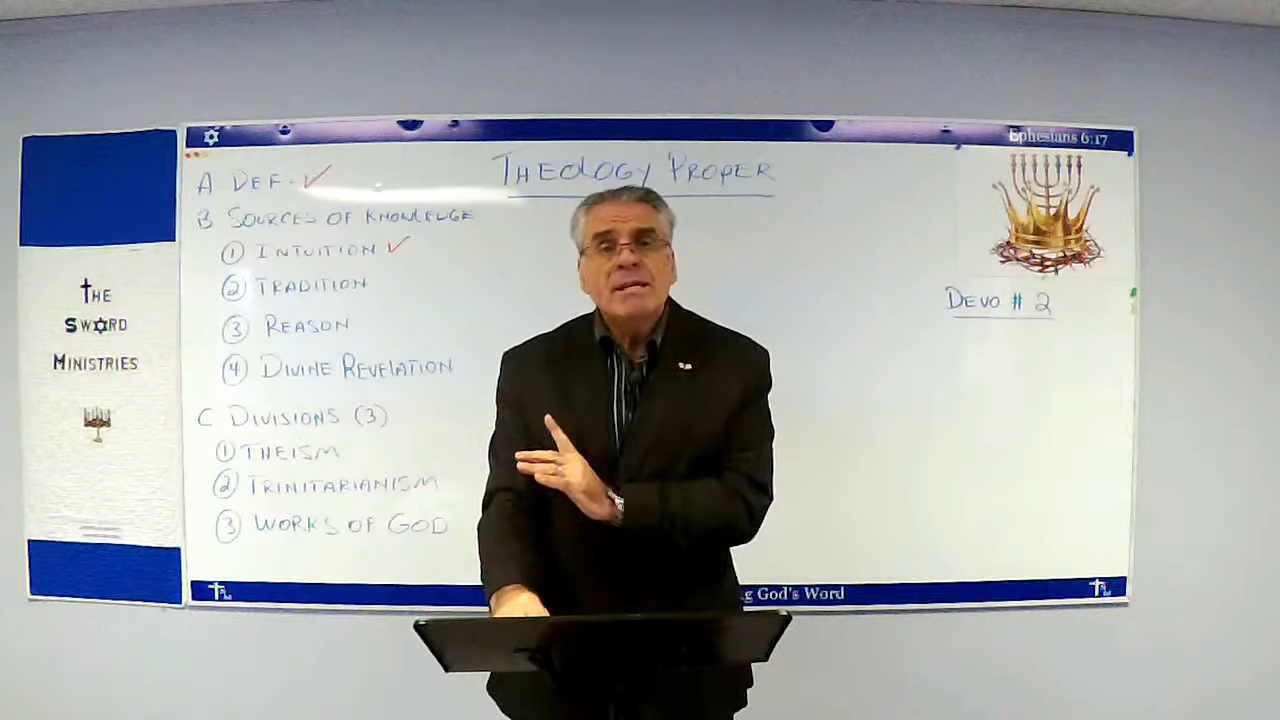 Ephesians 6:17
THEOLOGY PROPER
A DEF.
B SOURCES OF KNOWLEDGE
① INTUITION
② TRADITION
③ REASON
④ DIVINE REVELATION
C DIVISIONS (3)
① THEISM
② TRINITARIANISM
③ WORKS OF GOD
DEVO # 2
THE
SWORD
MINISTRIES
God's Word